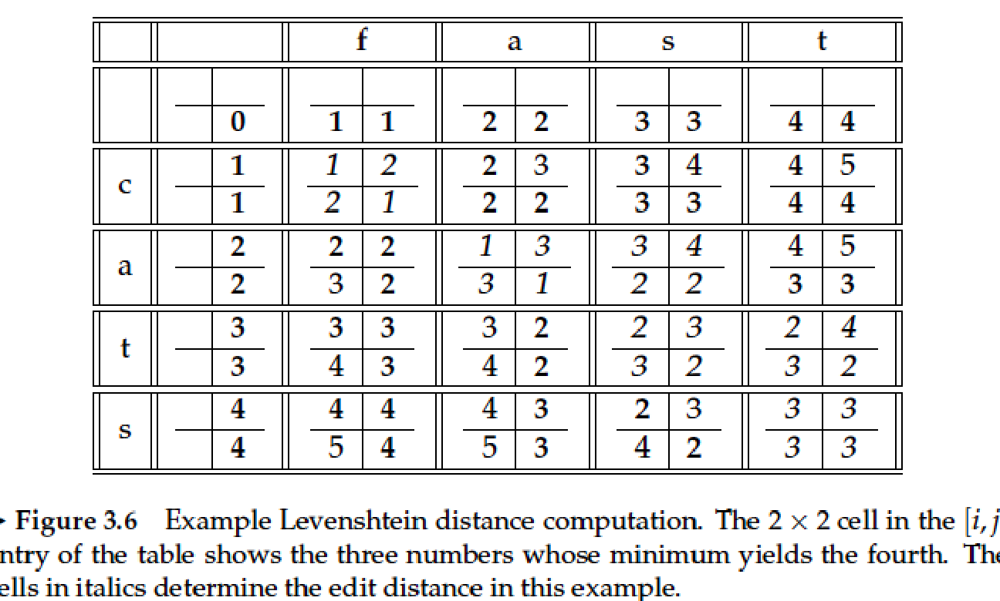 f a s t
0 1 1 2 2 3 3 4 4
1 1 2 2 3 3 4 4 5
c
1 2 1 2 2 3 3 4 4
2 2 2 1 3 3 4 4 5
a
2 3 2 3 1 2 2 3 3
3 3 3 3 2 2 3 2 4
t
3 4 3 4 2 3 2 3 2
4 4 4 4 3 2 3 3 3
s
4 5 4 5 3 4 2 3 3
Figure 3.6 Example Levenshtein distance computation. The 2 × 2 cell in the [i, j
ntry of the table shows the three numbers whose minimum yields the fourth. The
ells in italics determine the edit distance in this example.